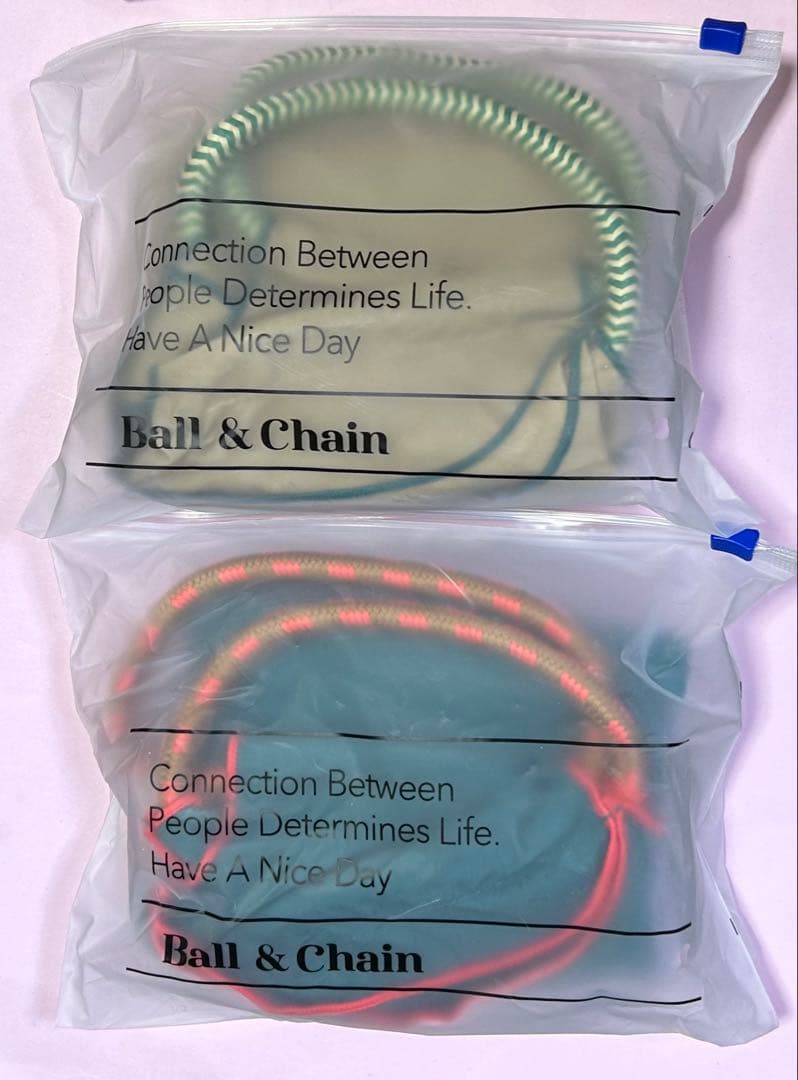 Connection Between
People Determines Life.
Have A Nice Day
Ball & Chain
Connection Between
People Determines Life.
Have A Nice Day
Ball & Chain